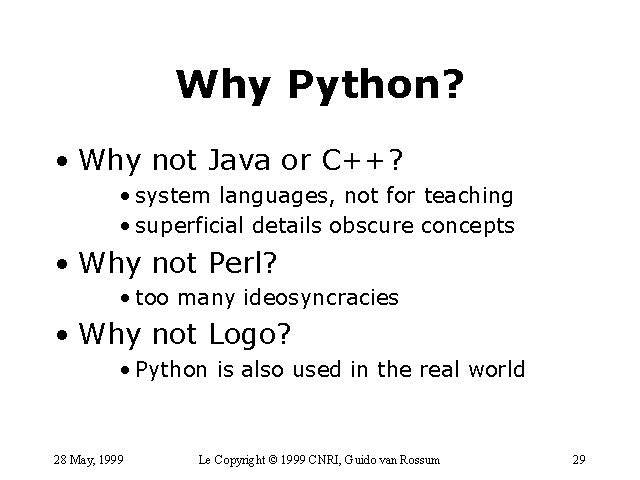 Why Python?
• Why not Java or C++?
• system languages, not for teaching
• superficial details obscure concepts
• Why not Perl?
• too many ideosyncracies
• Why not Logo?
• Python is also used in the real world
28 May, 1999 Le Copyright © 1999 CNRI, Guido van Rossum 29